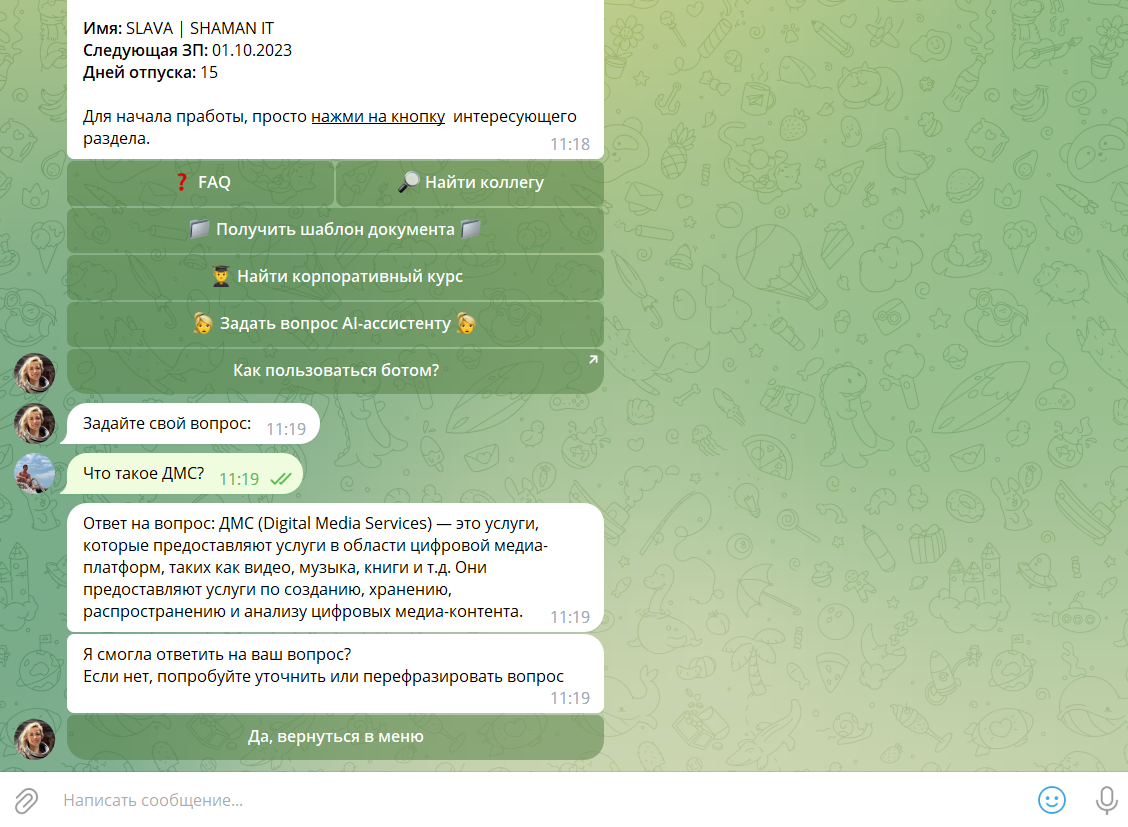 Имя: SLAVA | SHAMAN IT
Следующая ЗП: 01.10.2023
Дней отпуска: 15
Для начала пработы, просто нажми на кнопку интересующего
раздела.
11:18
❓ FAQ
🔎 Найти коллегу
📁 Получить шаблон документа 📁
👨‍🎓 Найти корпоративный курс
🙋‍♀️ Задать вопрос AI-ассистенту 🙋‍♀️
Как пользоваться ботом?
Задайте свой вопрос: 11:19
Что такое ДМС? 11:19
Ответ на вопрос: ДМС (Digital Media Services) — это услуги,
которые предоставляют услуги в области цифровой медиа-
платформ, таких как видео, музыка, книги и т.д. Они
предоставляют услуги по созданию, хранению,
распространению и анализу цифровых медиа-контента. 11:19
Я смогла ответить на ваш вопрос?
Если нет, попробуйте уточнить или перефразировать вопрос
11:19
Да, вернуться в меню
Написать сообщение...